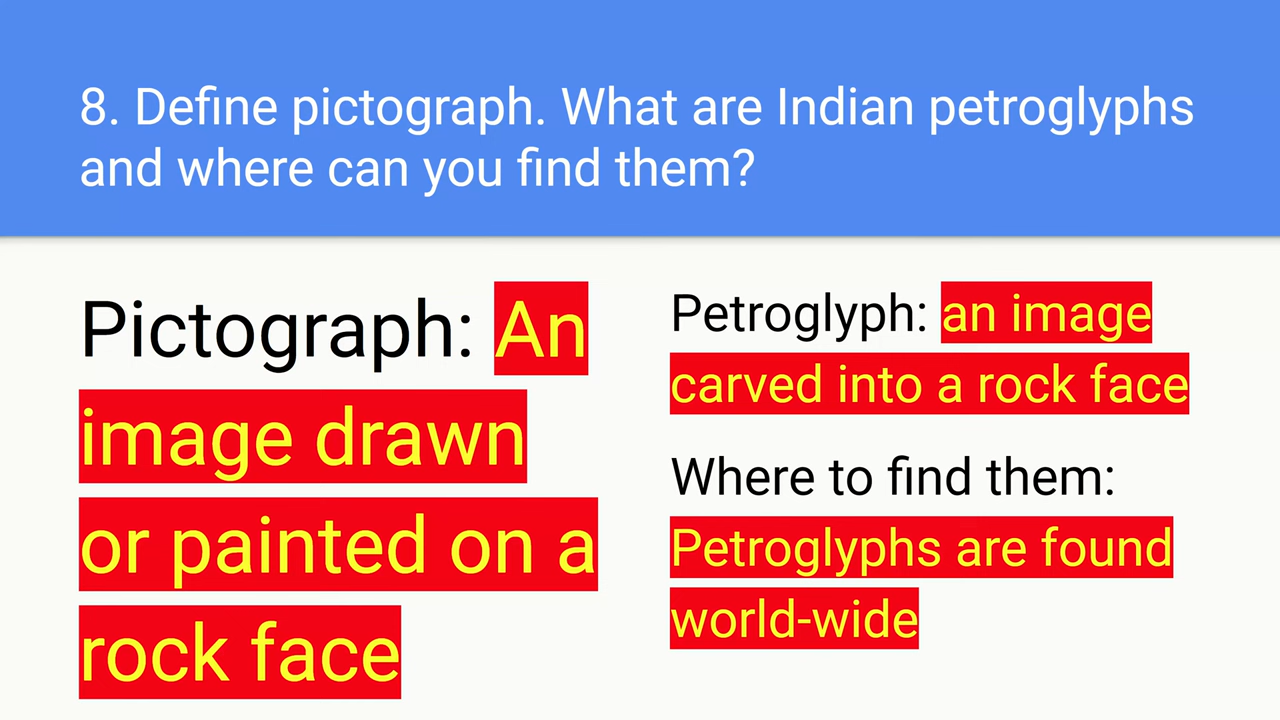 8. Define pictograph. What are Indian petroglyphs
and where can you find them?
Pictograph: An
image drawn
or painted on a
rock face
Petroglyph: an image
carved into a rock face
Where to find them:
Petroglyphs are found
world-wide